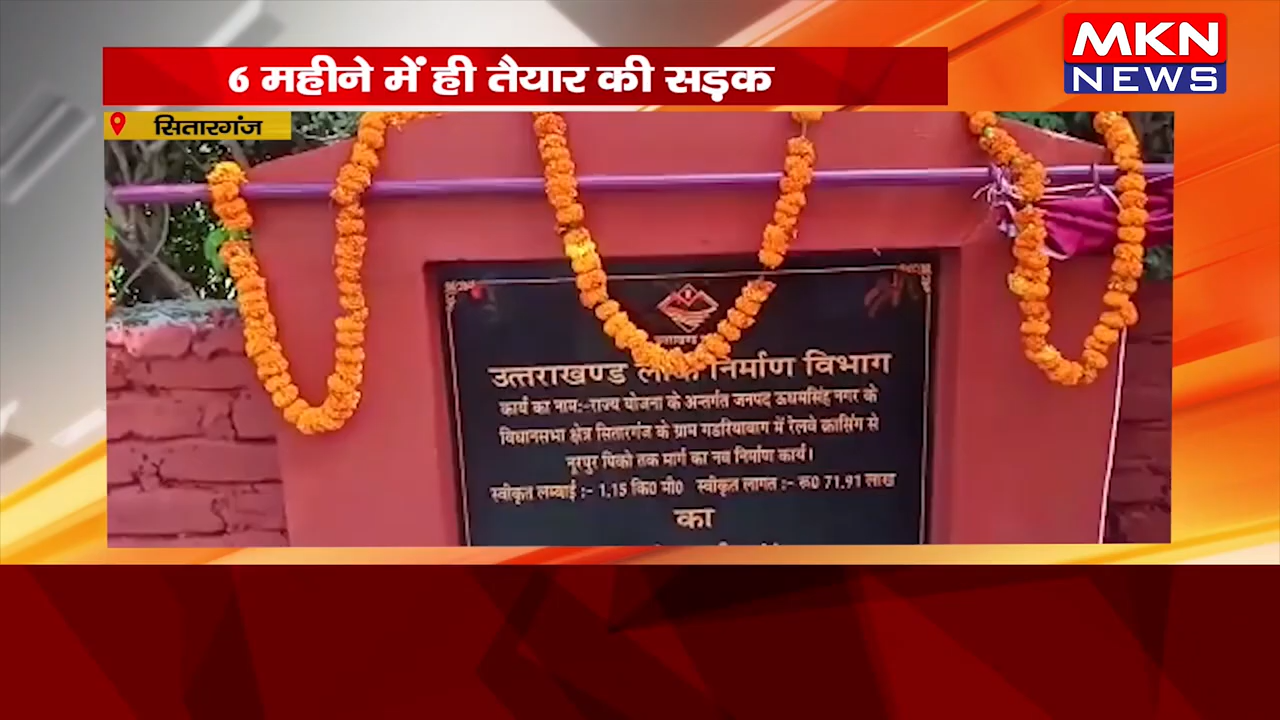 MKN
NEWS
6 महीने में ही तैयार की सड़क
सितारगंज
उत्तराखण्ड लोक निर्माण विभाग
कार्य का नाम:-राज्य योजना के अन्तर्गत जनपद ऊधमसिंह नगर के
विधानसभा क्षेत्र सितारगंज के ग्राम गडरियाबाग में रेलवे क्रासिंग से
नूरपुर पिको तक मार्ग का नव निर्माण कार्य।
स्वीकृत लम्बाई :- 1.15 कि0 मी0 स्वीकृत लागत :- रू0 71.91 लाख
का